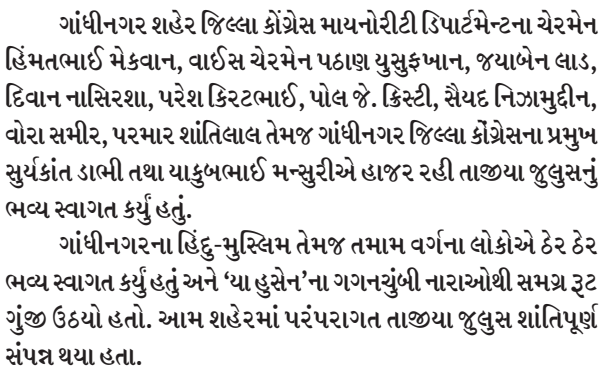 ગાંધીનગર શહેર જિલ્લા કોંગ્રેસ માયનોરીટી ડિપાર્ટમેન્ટના ચેરમેન
હિંમતભાઈ મેકવાન, વાઈસ ચેરમેન પઠાણ યુસુફખાન, જયાબેન લાડ,
દિવાન નાસિરશા, પરેશ કિરટભાઈ, પોલ જે. ક્રિસ્ટી, સૈયદ નિઝામુદ્દીન,
વોરા સમીર, પરમાર શાંતિલાલ તેમજ ગાંધીનગર જિલ્લા કોંગ્રેસના પ્રમુખ
સુર્યકાંત ડાભી તથા યાકુબભાઈ મન્સુરીએ હાજર રહી તાજીયા જુલુસનું
ભવ્ય સ્વાગત કર્યું હતું.
ગાંધીનગરના હિંદુ-મુસ્લિમ તેમજ તમામ વર્ગના લોકોએ ઠેર ઠેર
ભવ્ય સ્વાગત કર્યું હતું અને ‘યા હુસેન’ના ગગનચુંબી નારાઓથી સમગ્ર રૂટ
ગુંજી ઉઠયો હતો. આમ શહેરમાં પરંપરાગત તાજીયા જુલુસ શાંતિપૂર્ણ
સંપન્ન થયા હતા.